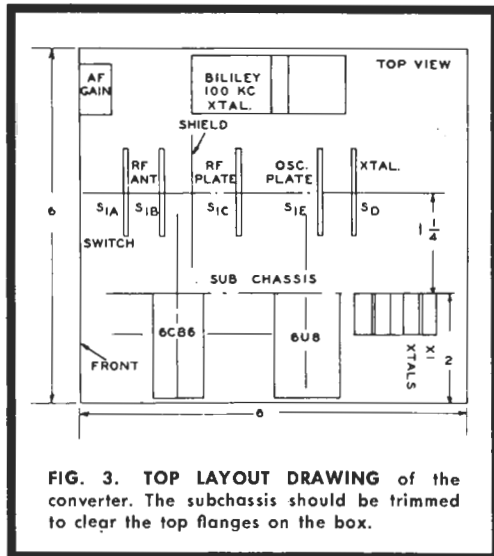 TOP VIEW
AF
GAIN
BILILEY
100 KC
XTAL.
SHIELD
RF
ANT
RF
PLATE
OSC.
PLATE
XTAL.
S1A
S1B
S1C
S1E
SD
SWITCH
6
1 1/4
SUB CHASSIS
6CB6
6U8
X1
XTALS
2
FRONT
6
FIG. 3. TOP LAYOUT DRAWING of the
converter. The subchassis should be trimmed
to clear the top flanges on the box.